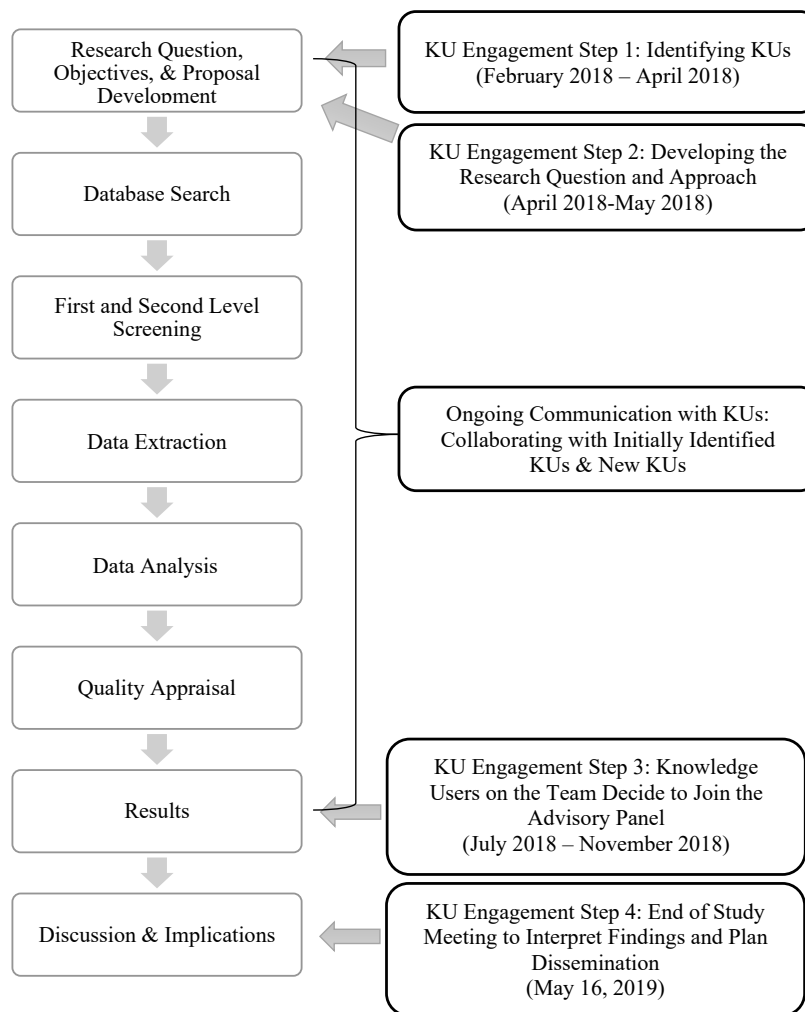 Research Question,
Objectives, & Proposal
Development
Database Search
First and Second Level
Screening
Data Extraction
Data Analysis
Quality Appraisal
Results
Discussion & Implications
KU Engagement Step 1: Identifying KUs
(February 2018 – April 2018)
KU Engagement Step 2: Developing the
Research Question and Approach
(April 2018-May 2018)
Ongoing Communication with KUs:
Collaborating with Initially Identified
KUs & New KUs
KU Engagement Step 3: Knowledge
Users on the Team Decide to Join the
Advisory Panel
(July 2018 – November 2018)
KU Engagement Step 4: End of Study
Meeting to Interpret Findings and Plan
Dissemination
(May 16, 2019)